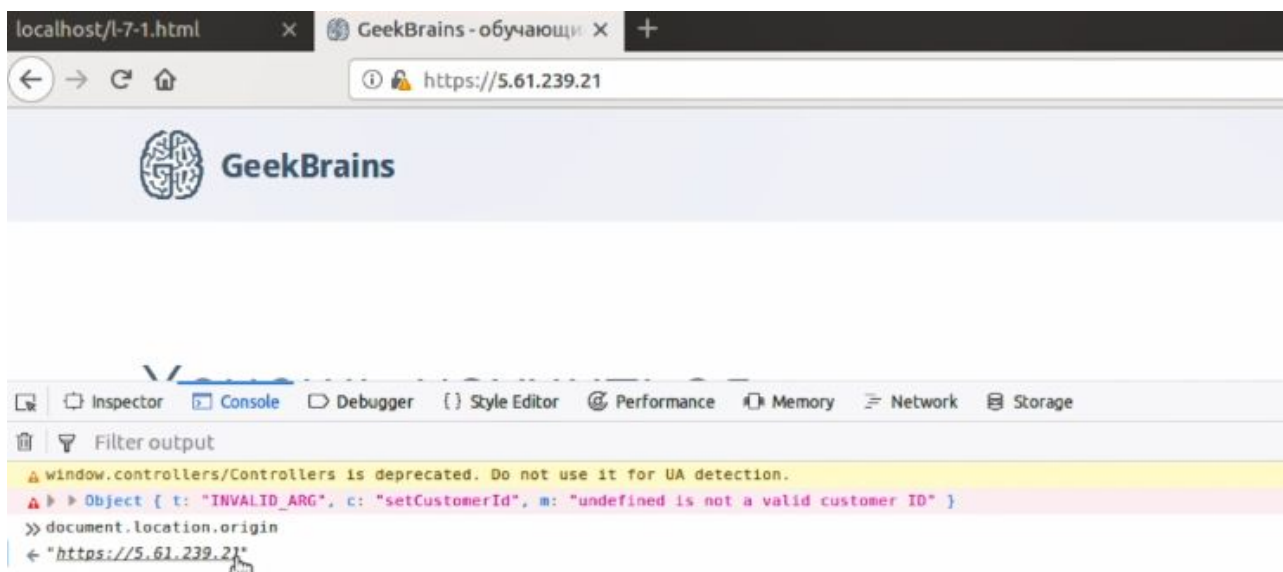 localhost/l-7-1.html
GeekBrains - обучающи
https://5.61.239.21
GeekBrains
Inspector Console Debugger { } Style Editor Performance Memory Network Storage
Filter output
window.controllers/Controllers is deprecated. Do not use it for UA detection.
Object { t: "INVALID_ARG", c: "setCustomerId", m: "undefined is not a valid customer ID" }
document.location.origin
"https://5.61.239.21"